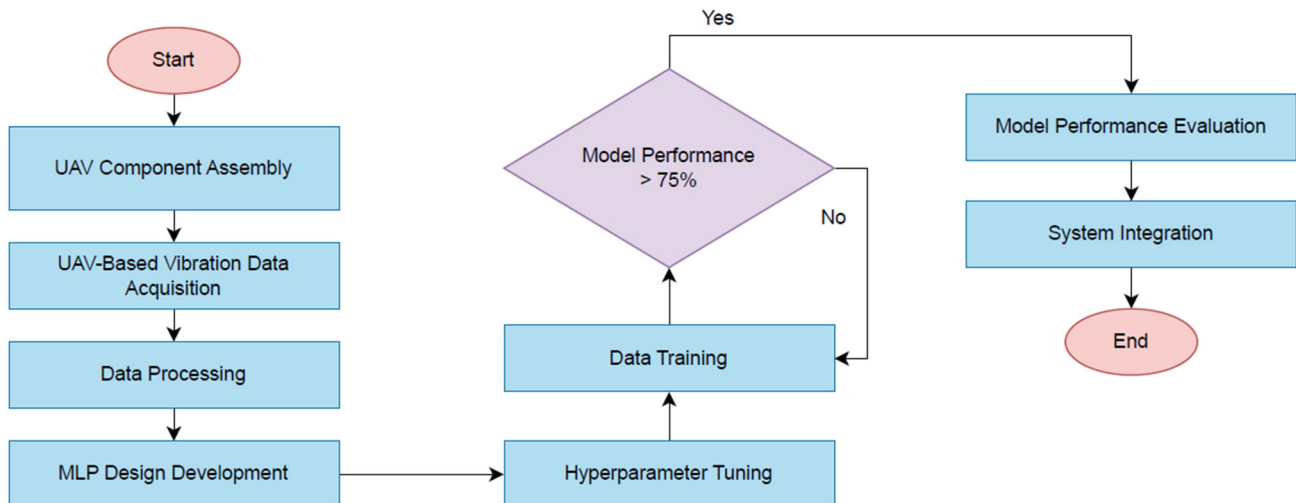 Start
UAV Component Assembly
UAV-Based Vibration Data
Acquisition
Data Processing
MLP Design Development
Hyperparameter Tuning
Data Training
Model Performance
> 75%
No
Yes
Model Performance Evaluation
System Integration
End